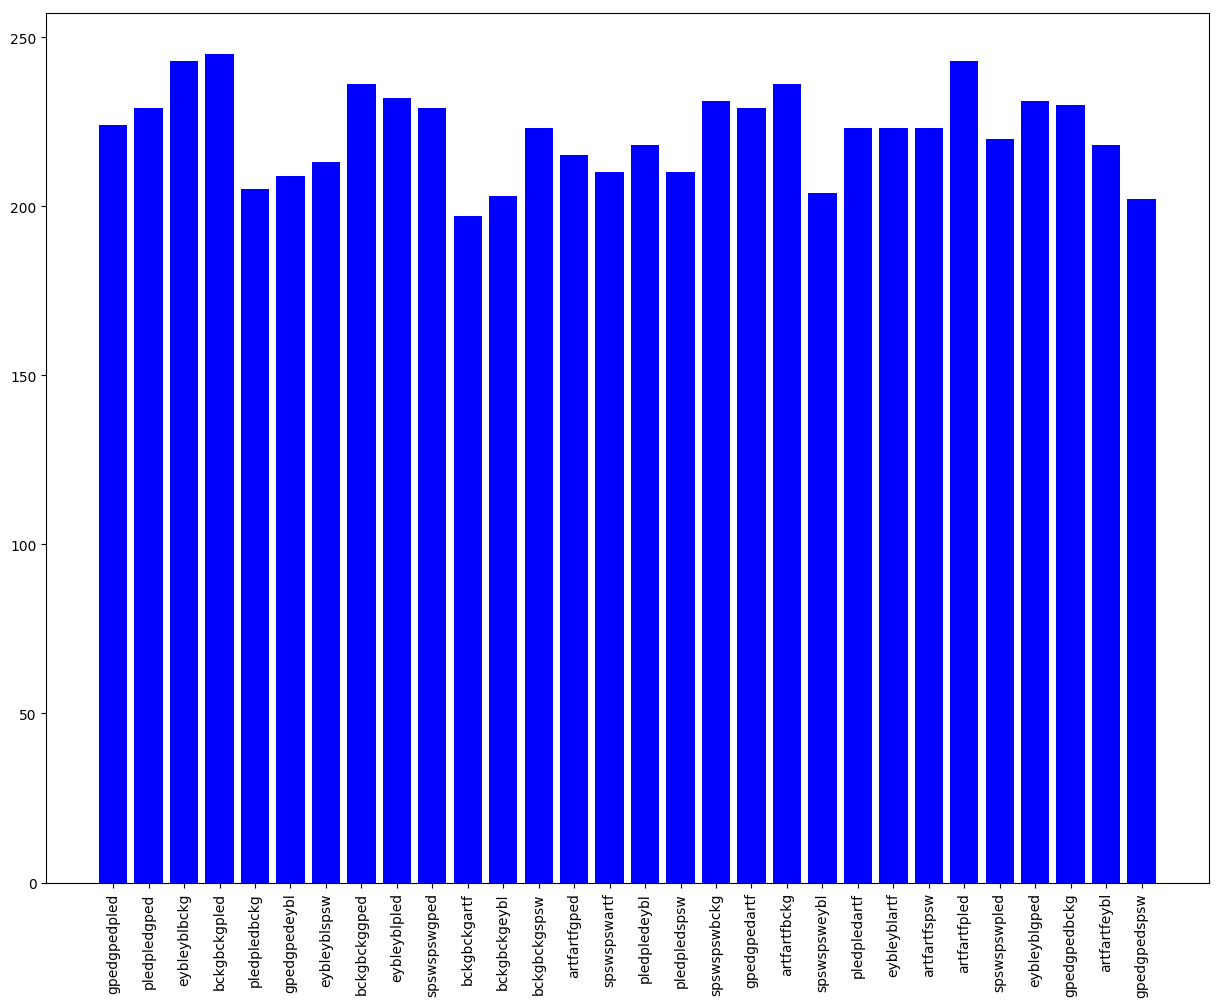 250
200
150
100
50
0
gpedgpedpled
pledpledgped
eybleyblbckg
bckgbckgpled
pledpledbckg
gpedgpedeybl
eybleyblspsw
bckgbckggped
eybleyblpled
spswspswgped
bckgbckgartf
bckgbckgeybl
bckgbckgspsw
artfartfgped
spswspswartf
pledpledeybl
pledpledspsw
spswspswbckg
gpedgpedartf
artfartfbckg
spswspsweybl
pledpledartf
eybleyblartf
artfartfspsw
artfartfpled
spswspswpled
eybleyblgped
gpedgpedbckg
artfartfeybl
gpedgpedspsw